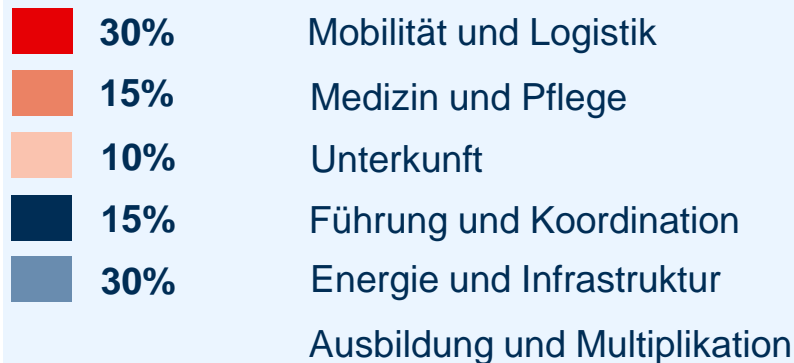 30% Mobilität und Logistik
15% Medizin und Pflege
10% Unterkunft
15% Führung und Koordination
30% Energie und Infrastruktur
Ausbildung und Multiplikation